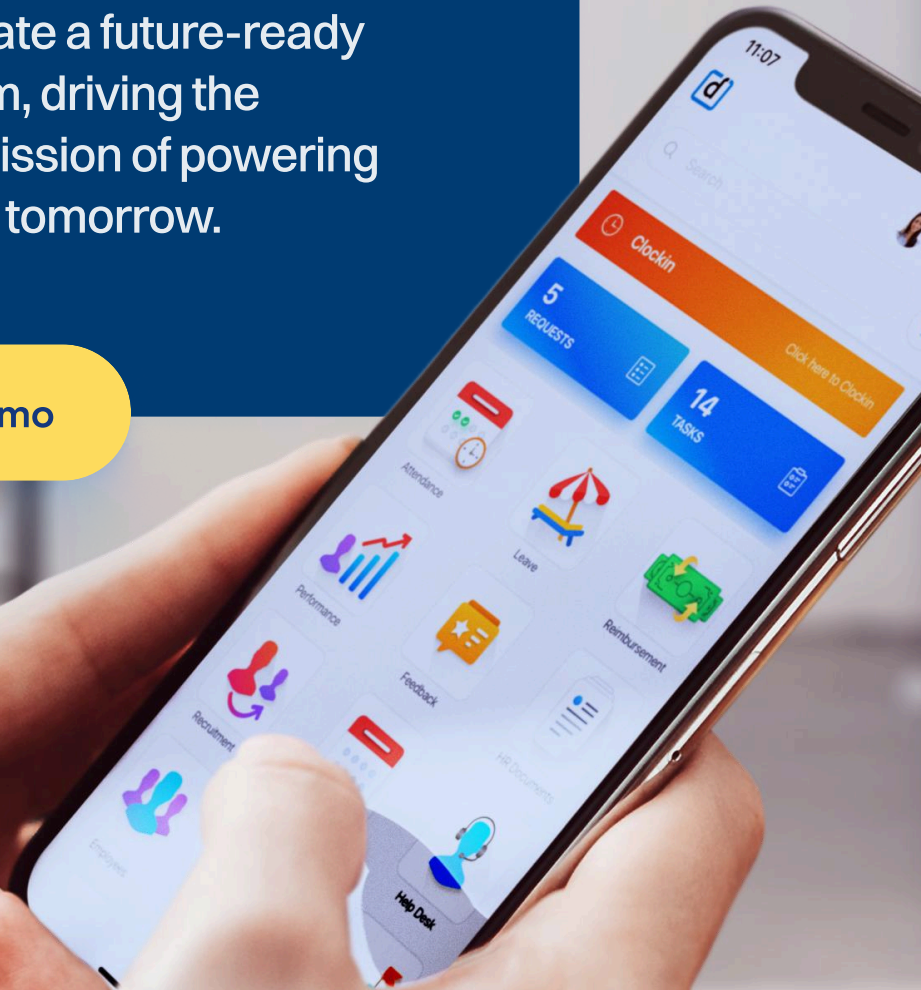 ate a future-ready
m, driving the
ission of powering
tomorrow.
mo
11:07
d
Search
Clockin
Click here to Clockin
5
REQUESTS
14
TASKS
Attendance
Leave
Reimbursement
Performance
Feedback
HR Documents
Recruitment
Employees
Help Desk